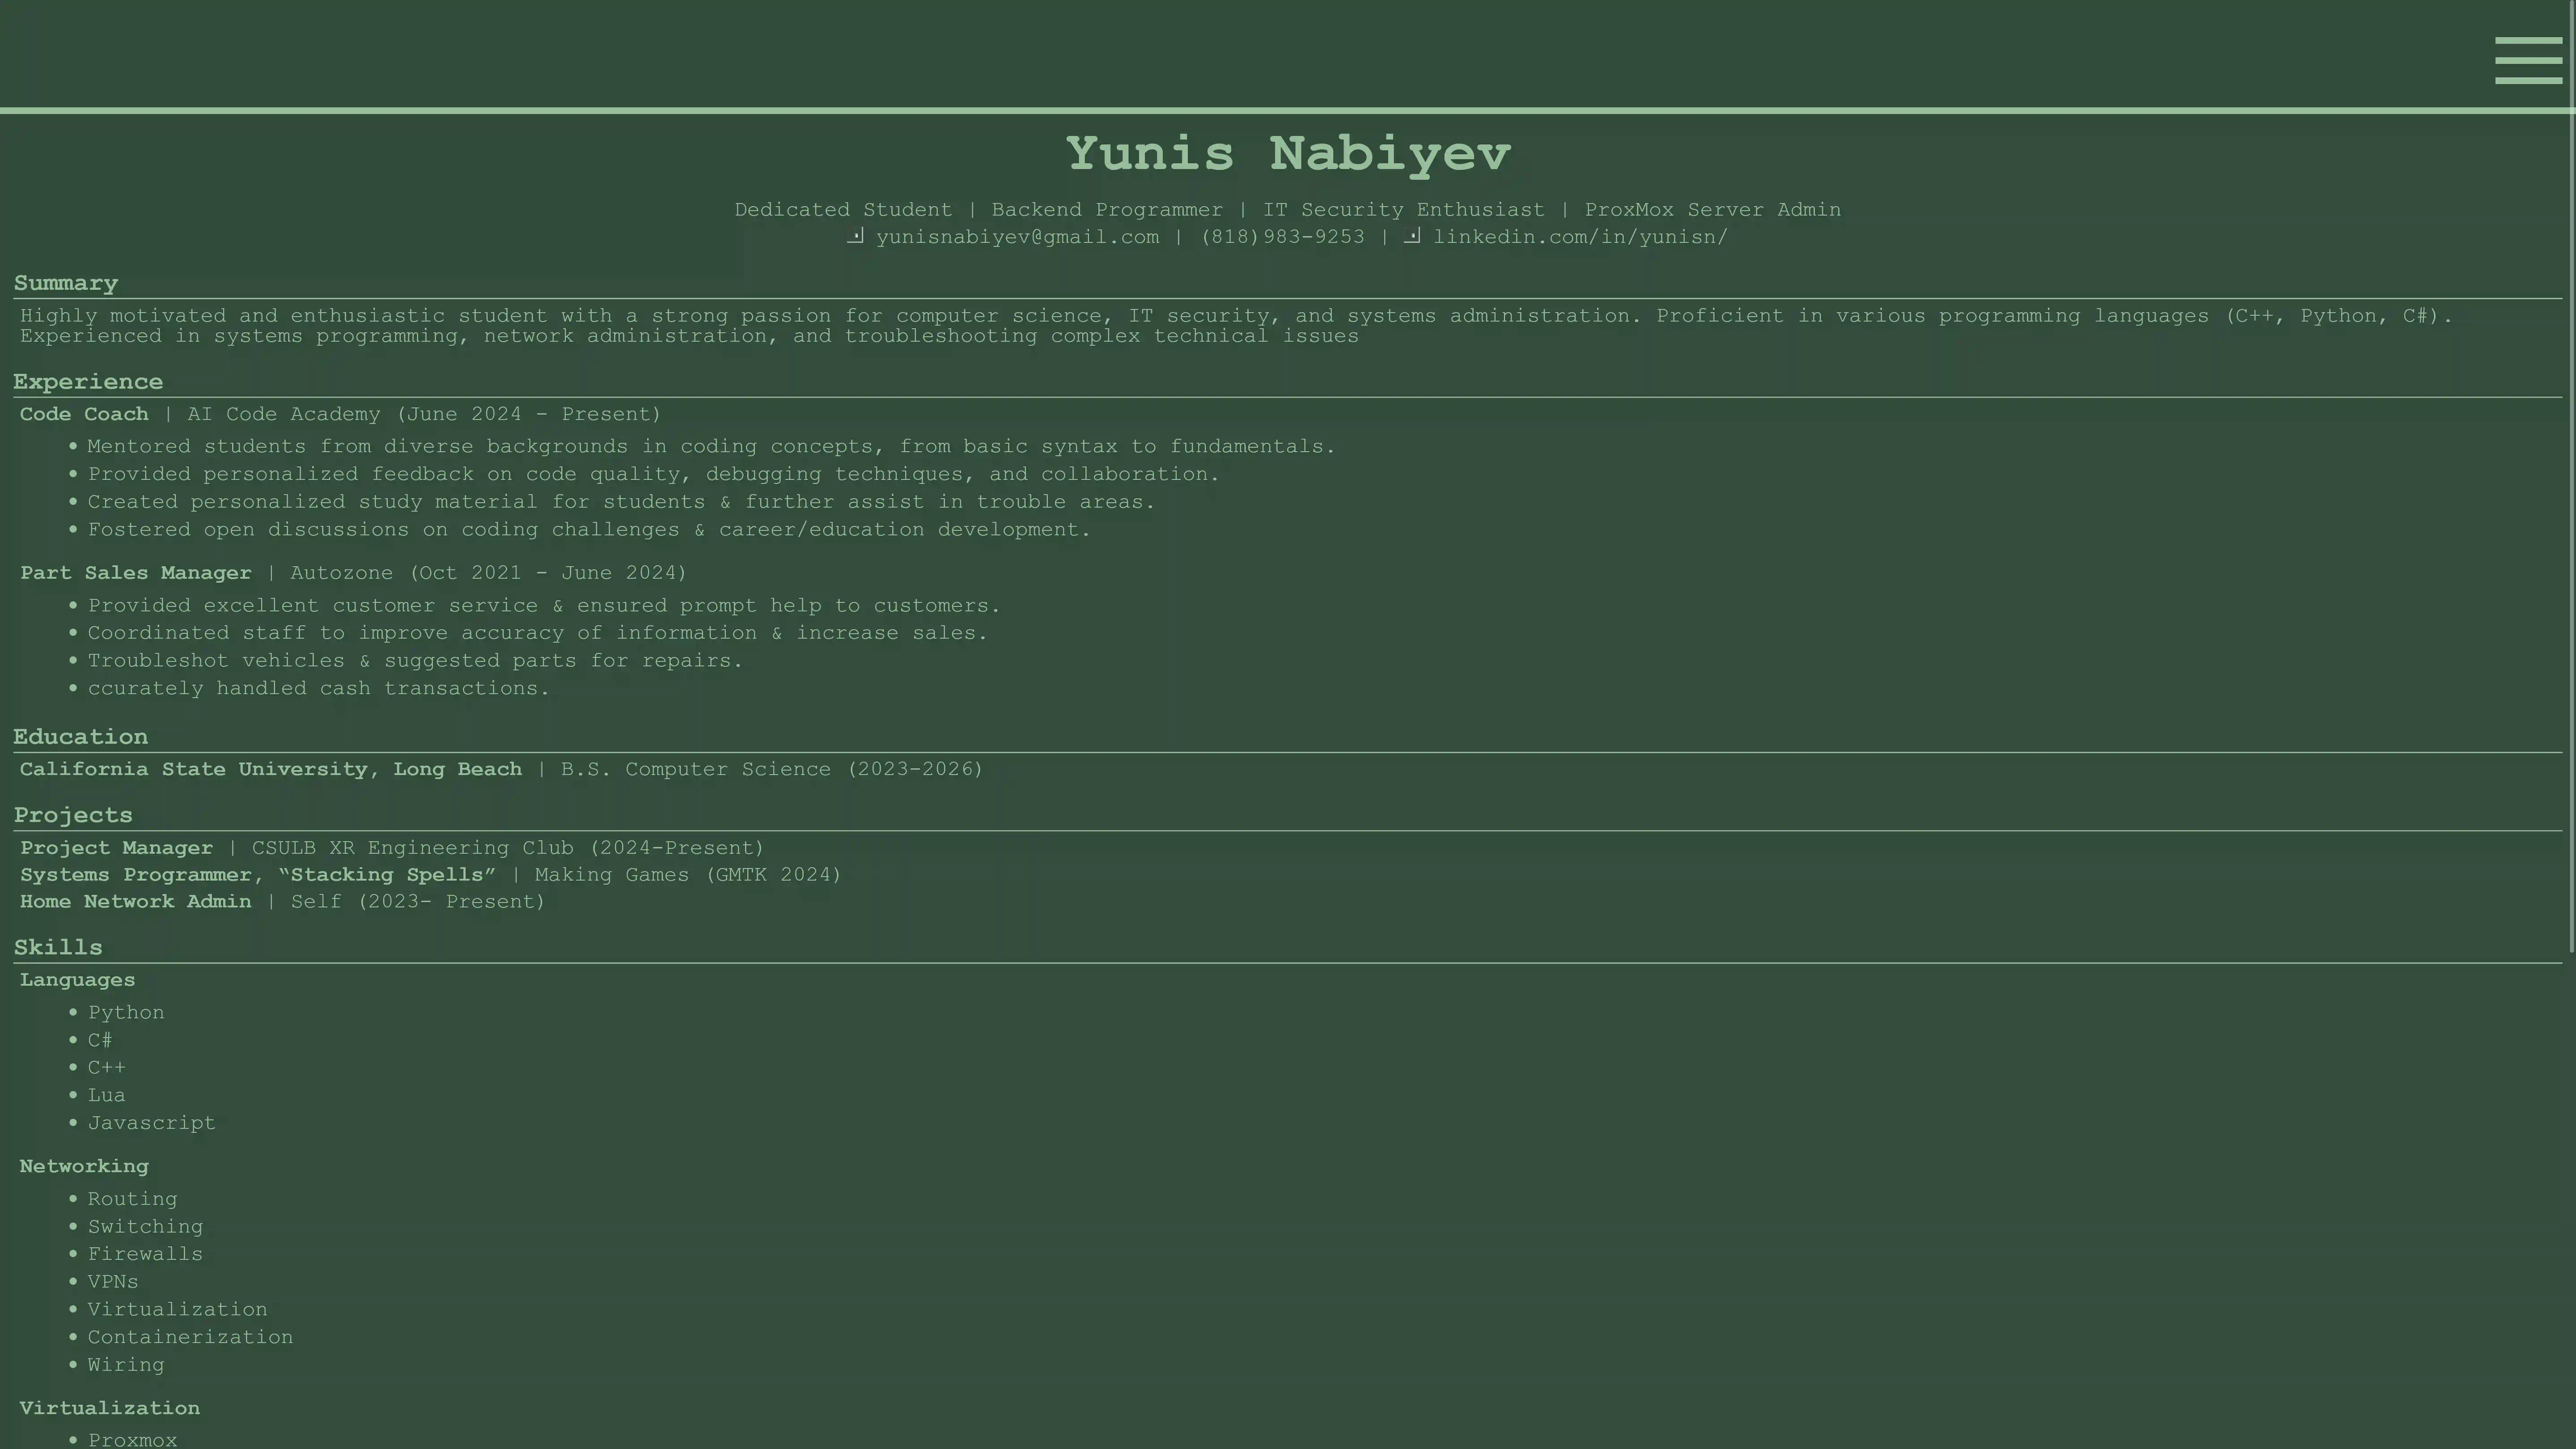 Yunis Nabiyev
Dedicated Student | Backend Programmer | IT Security Enthusiast | ProxMox Server Admin
yunisnabiyev@gmail.com | (818)983-9253 | linkedin.com/in/yunisn/
Summary
Highly motivated and enthusiastic student with a strong passion for computer science, IT security, and systems administration. Proficient in various programming languages (C++, Python, C#).
Experienced in systems programming, network administration, and troubleshooting complex technical issues
Experience
Code Coach | AI Code Academy (June 2024 - Present)
• Mentored students from diverse backgrounds in coding concepts, from basic syntax to fundamentals.
• Provided personalized feedback on code quality, debugging techniques, and collaboration.
• Created personalized study material for students & further assist in trouble areas.
• Fostered open discussions on coding challenges & career/education development.
Part Sales Manager | Autozone (Oct 2021 - June 2024)
• Provided excellent customer service & ensured prompt help to customers.
• Coordinated staff to improve accuracy of information & increase sales.
• Troubleshot vehicles & suggested parts for repairs.
• ccurately handled cash transactions.
Education
California State University, Long Beach | B.S. Computer Science (2023-2026)
Projects
Project Manager | CSULB XR Engineering Club (2024-Present)
Systems Programmer, “Stacking Spells” | Making Games (GMTK 2024)
Home Network Admin | Self (2023- Present)
Skills
Languages
• Python
• C#
• C++
• Lua
• Javascript
Networking
• Routing
• Switching
• Firewalls
• VPNs
• Virtualization
• Containerization
• Wiring
Virtualization
• Proxmox